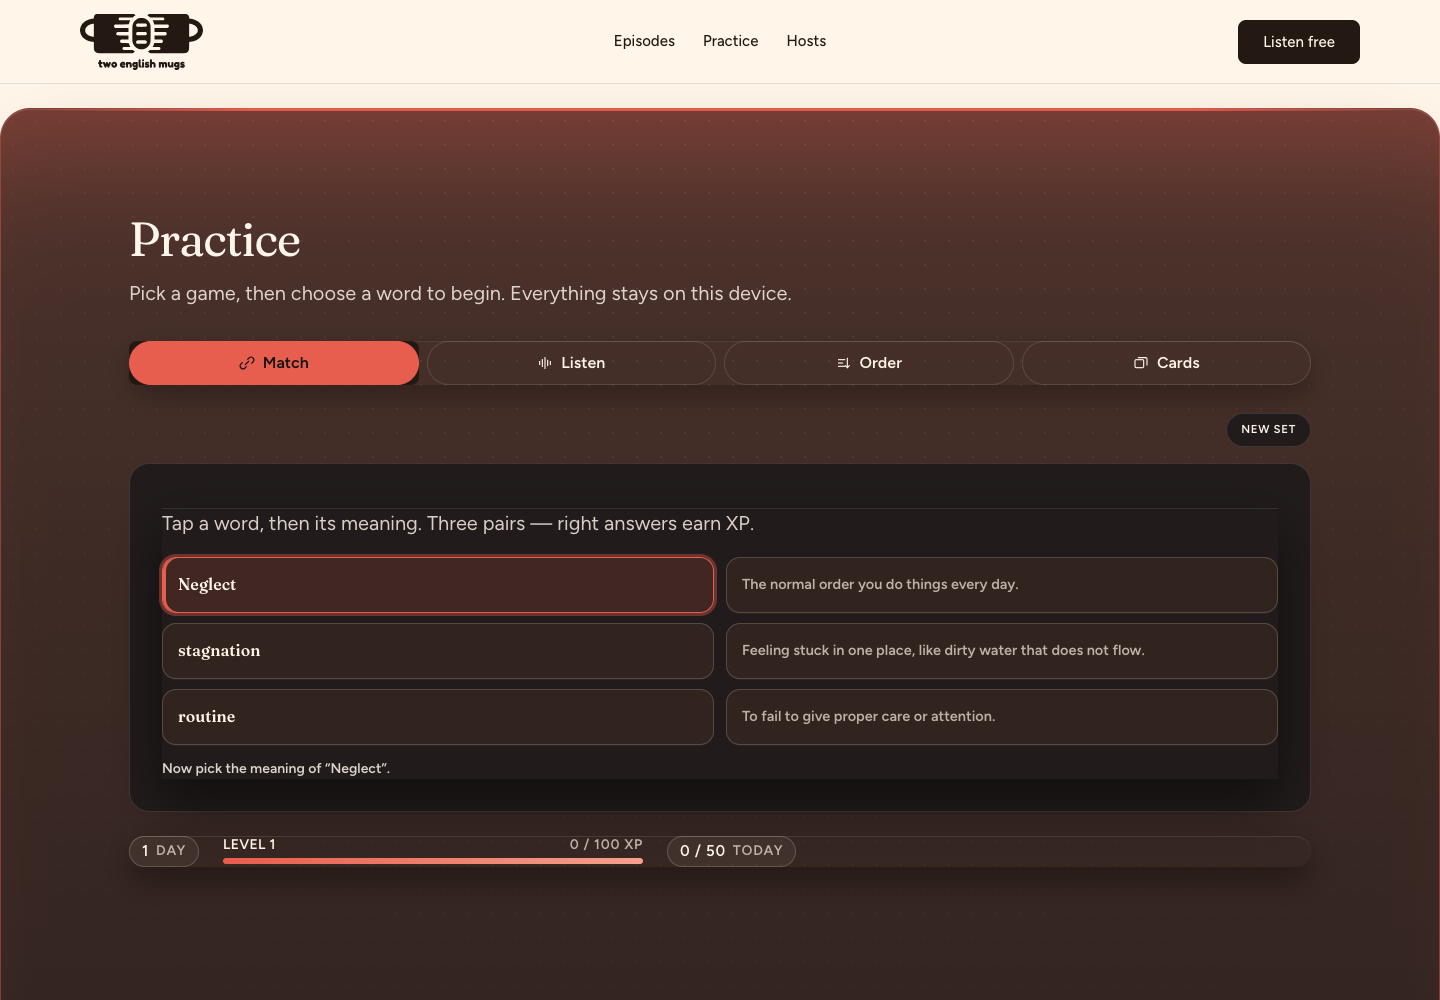 two english mugs
Episodes Practice Hosts
Listen free
Practice
Pick a game, then choose a word to begin. Everything stays on this device.
Match Listen Order Cards
NEW SET
Tap a word, then its meaning. Three pairs — right answers earn XP.
Neglect
The normal order you do things every day.
stagnation
Feeling stuck in one place, like dirty water that does not flow.
routine
To fail to give proper care or attention.
Now pick the meaning of “Neglect”.
1 DAY
LEVEL 1
0 / 100 XP
0 / 50 TODAY